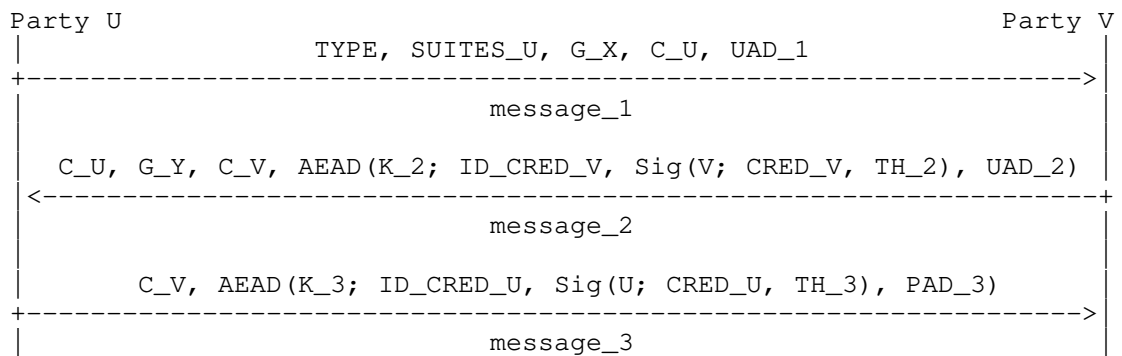 Party U Party V
TYPE, SUITES_U, G_X, C_U, UAD_1
message_1
C_U, G_Y, C_V, AEAD(K_2; ID_CRED_V, Sig(V; CRED_V, TH_2), UAD_2)
message_2
C_V, AEAD(K_3; ID_CRED_U, Sig(U; CRED_U, TH_3), PAD_3)
message_3